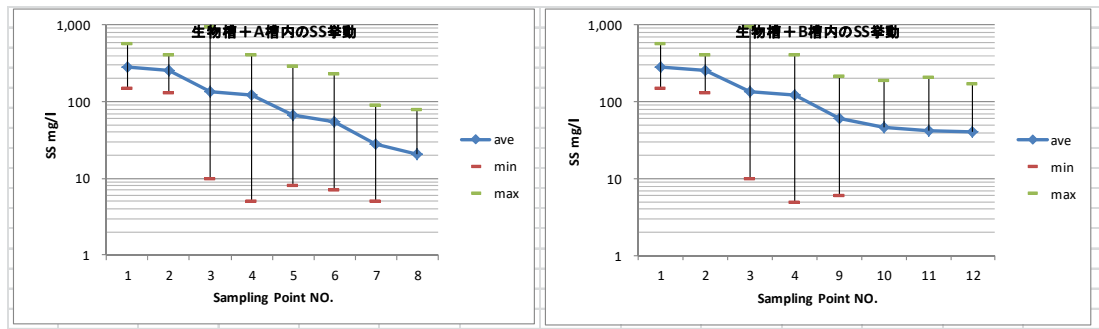 生物槽+A槽内のSS挙動
1,000
100
10
1
SS mg/l
1 2 3 4 5 6 7 8
Sampling Point NO.
ave
min
max
生物槽+B槽内のSS挙動
1,000
100
10
1
SS mg/l
1 2 3 4 9 10 11 12
Sampling Point NO.
ave
min
max